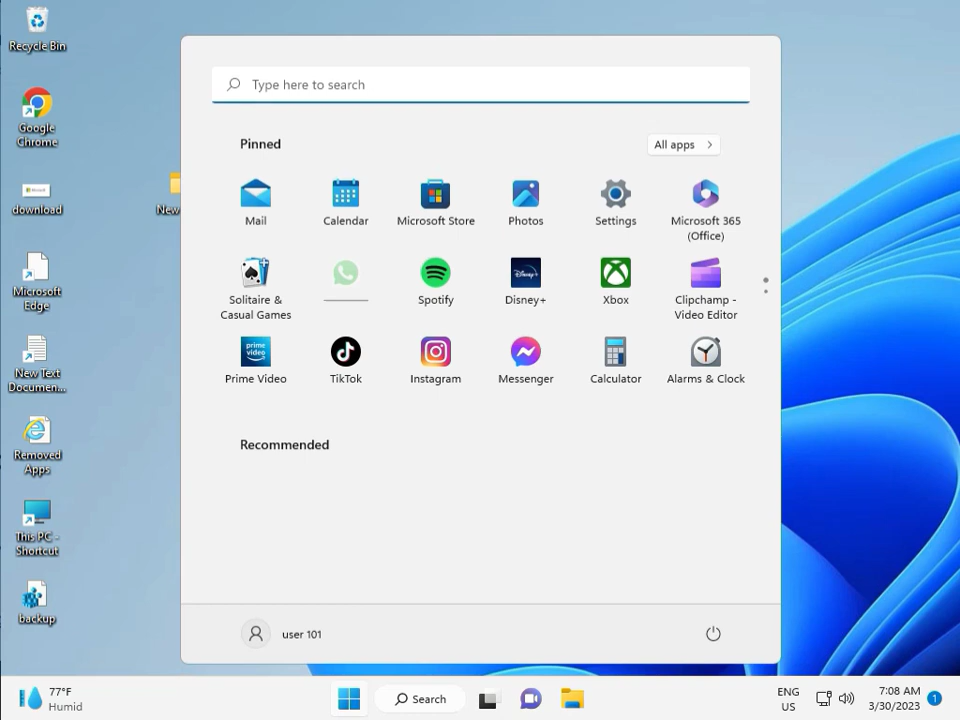 Recycle Bin
Google
Chrome
download
New
Microsoft
Edge
New Text
Documen...
Removed
Apps
This PC -
Shortcut
backup
Type here to search
Pinned
All apps
Mail
Calendar
Microsoft Store
Photos
Settings
Microsoft 365
(Office)
Solitaire &
Casual Games
Spotify
Disney+
Disney+
Xbox
Clipchamp -
Video Editor
prime
video
Prime Video
TikTok
Instagram
Messenger
Calculator
Alarms & Clock
Recommended
user 101
77°F
Humid
Search
ENG
US
7:08 AM
3/30/2023
1